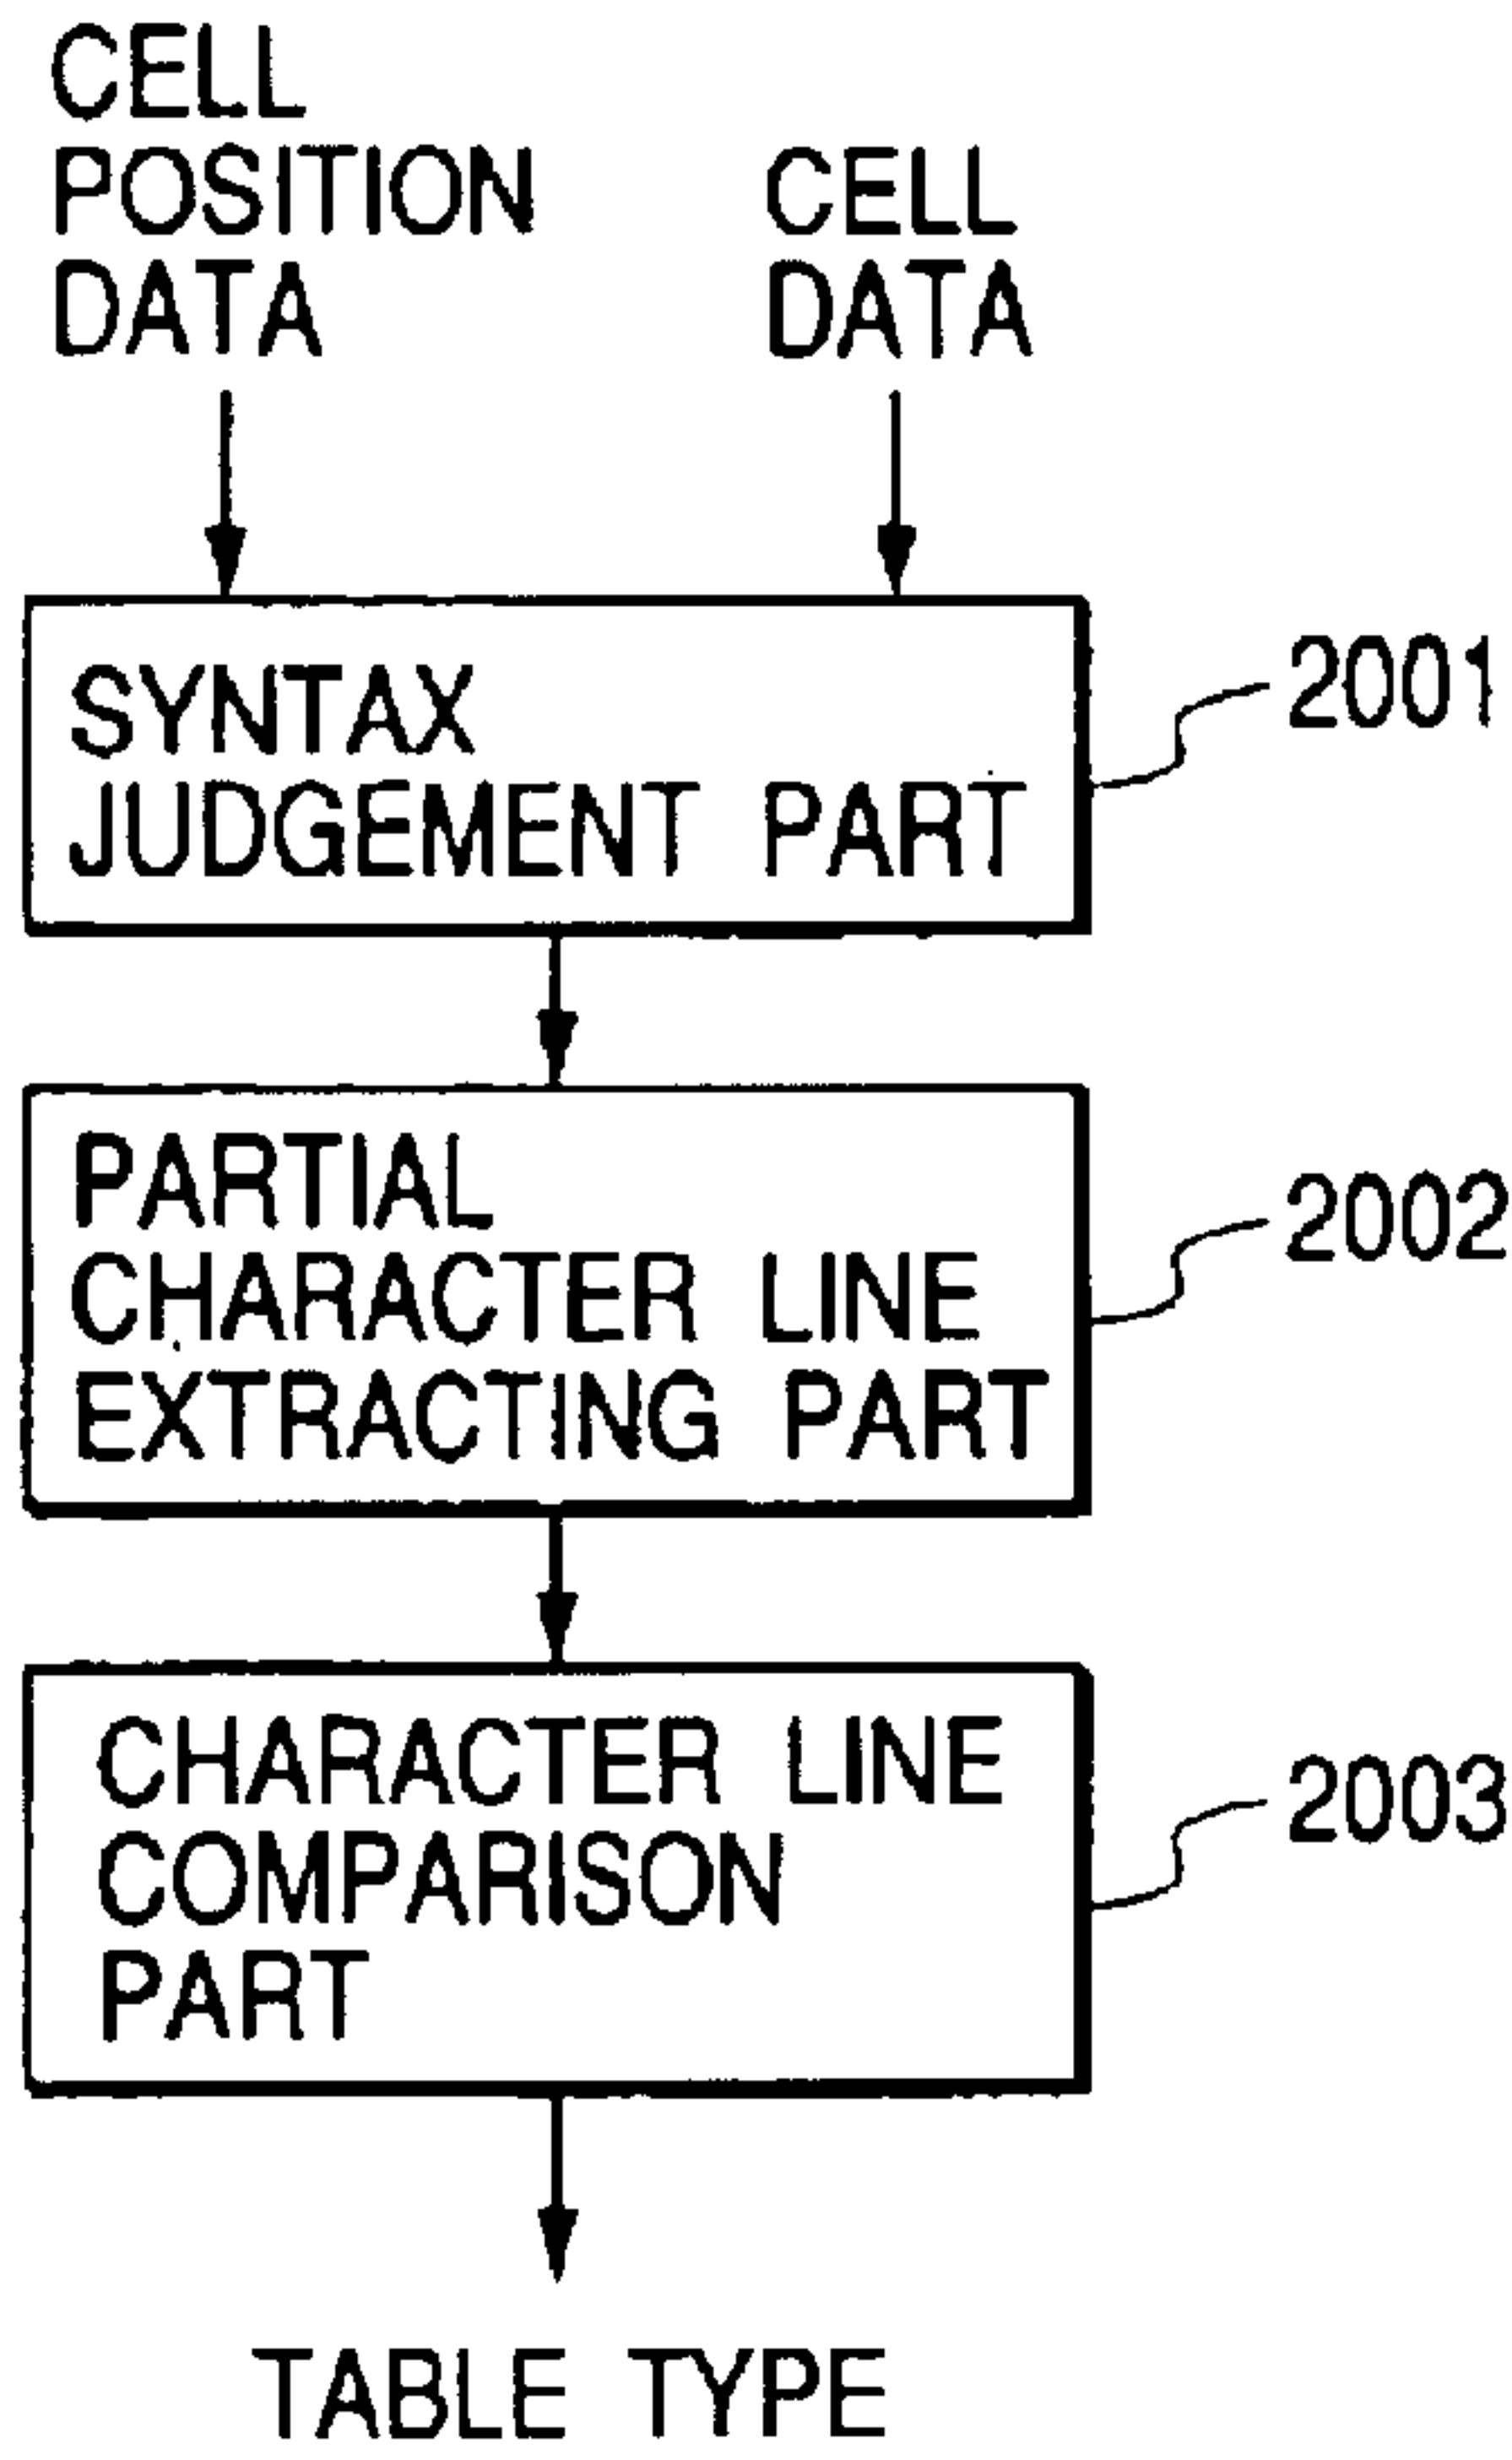 CELL
POSITION
DATA
CELL
DATA
SYNTAX
JUDGEMENT PART
2001
PARTIAL
CHARACTER LINE
EXTRACTING PART
2002
CHARACTER LINE
COMPARISON
PART
2003
TABLE TYPE